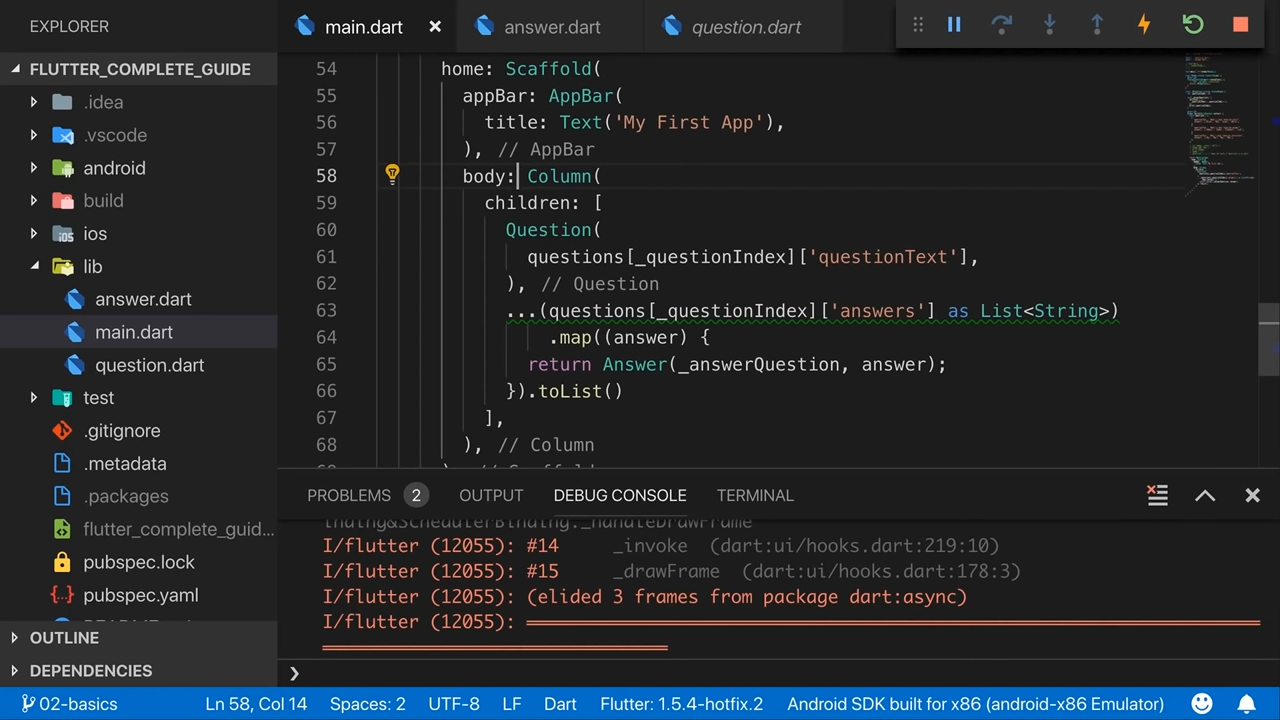 EXPLORER
FLUTTER_COMPLETE_GUIDE
.idea
.vscode
android
build
ios
lib
answer.dart
main.dart
question.dart
test
.gitignore
.metadata
.packages
flutter_complete_guid...
pubspec.lock
pubspec.yaml
OUTLINE
DEPENDENCIES
main.dart answer.dart question.dart
54 home: Scaffold(
55 appBar: AppBar(
56 title: Text('My First App'),
57 ), // AppBar
58 body: Column(
59 children: [
60 Question(
61 questions[_questionIndex]['questionText'],
62 ), // Question
63 ...(questions[_questionIndex]['answers'] as List<String>)
64 .map((answer) {
65 return Answer(_answerQuestion, answer);
66 }).toList()
67 ],
68 ), // Column
PROBLEMS 2 OUTPUT DEBUG CONSOLE TERMINAL
I/flutter (12055): #14 _invoke (dart:ui/hooks.dart:219:10)
I/flutter (12055): #15 _drawFrame (dart:ui/hooks.dart:178:3)
I/flutter (12055): (elided 3 frames from package dart:async)
I/flutter (12055):
02-basics Ln 58, Col 14 Spaces: 2 UTF-8 LF Dart Flutter: 1.5.4-hotfix.2 Android SDK built for x86 (android-x86 Emulator)